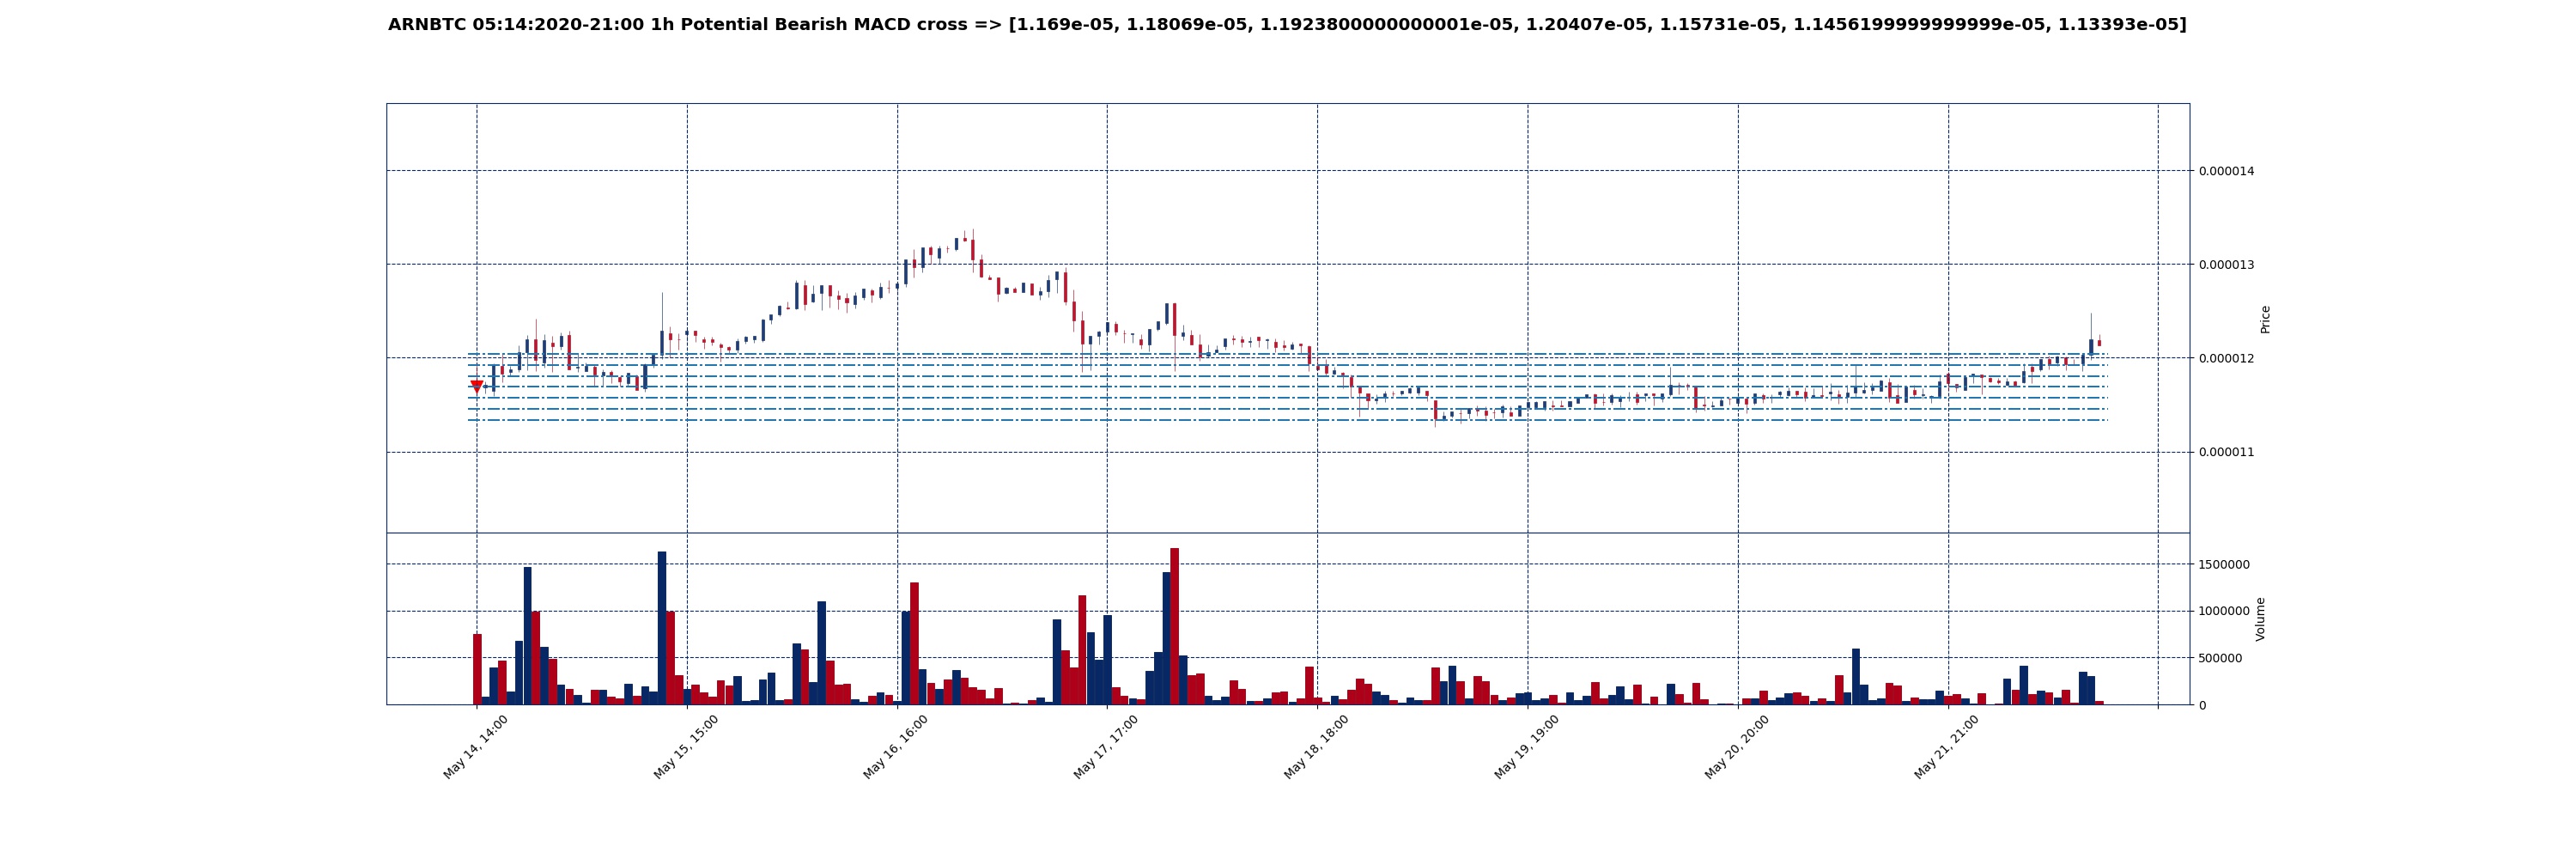 ARNBTC 05:14:2020-21:00 1h Potential Bearish MACD cross => [1.169e-05, 1.18069e-05, 1.1923800000000001e-05, 1.20407e-05, 1.15731e-05, 1.1456199999999999e-05, 1.13393e-05]
0.000014
0.000013
Price
0.000012
0.000011
1500000
1000000
Volume
500000
0
May 14, 14:00
May 15, 15:00
May 16, 16:00
May 17, 17:00
May 18, 18:00
May 19, 19:00
May 20, 20:00
May 21, 21:00